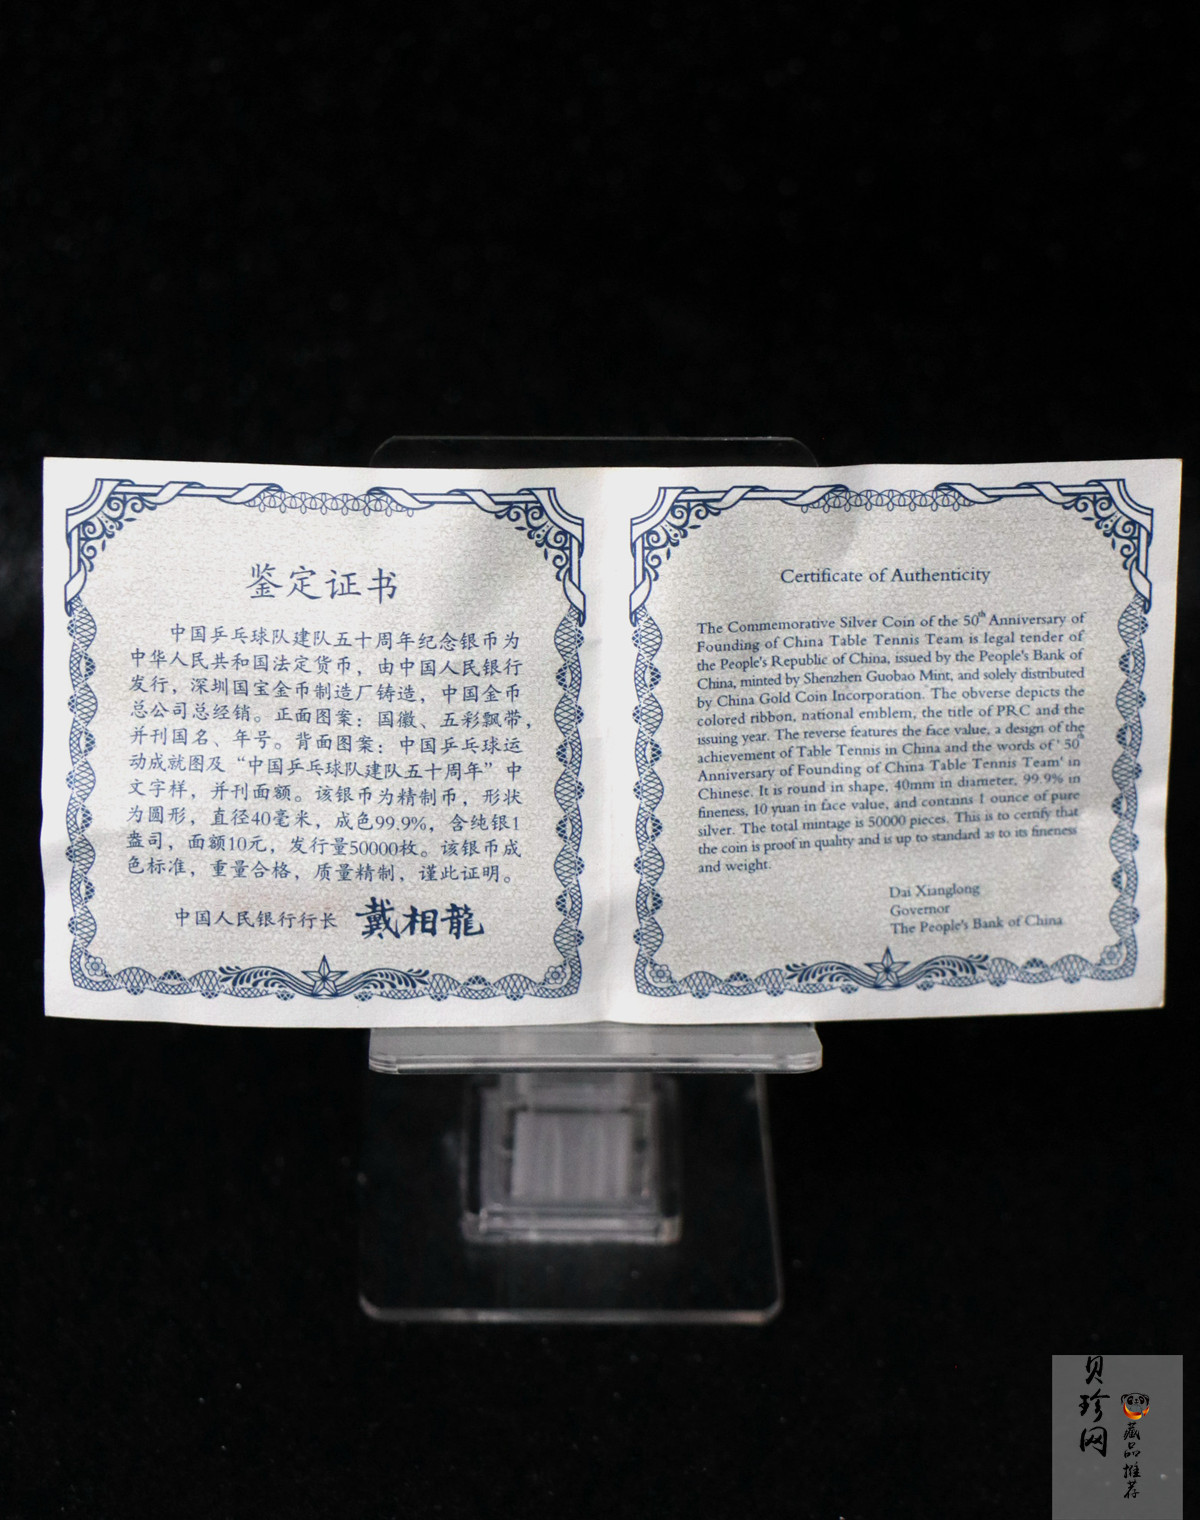 鉴定证书
中国乒乓球队建队五十周年纪念银币为
中华人民共和国法定货币，由中国人民银行
发行，深圳国宝金币制造厂铸造，中国金币
总公司总经销。正面图案：国徽、五彩飘带，
并刊国名、年号。背面图案：中国乒乓球运
动成就图及“中国乒乓球队建队五十周年”中
文字样，并刊面额。该银币为精制币，形状
为圆形，直径40毫米，成色99.9%，含纯银1
盎司，面额10元，发行量50000枚。该银币成
色标准，重量合格，质量精制，谨此证明。
中国人民银行行长 戴相龍
Certificate of Authenticity
The Commemorative Silver Coin of the 50th Anniversary of
Founding of China Table Tennis Team is legal tender of
the People's Republic of China, issued by the People's Bank of
China, minted by Shenzhen Guobao Mint, and solely distributed
by China Gold Coin Incorporation. The obverse depicts the
colored ribbon, national emblem, the title of PRC and the
issuing year. The reverse features the face value, a design of the
achievement of Table Tennis in China and the words of ' 50th
Anniversary of Founding of China Table Tennis Team' in
Chinese. It is round in shape, 40mm in diameter, 99.9% in
fineness, 10 yuan in face value, and contains 1 ounce of pure
silver. The total mintage is 50000 pieces. This is to certify that
the coin is proof in quality and is up to standard as to its fineness
and weight.
Dai Xianglong
Governor
The People's Bank of China
贝珍网
藏品推荐